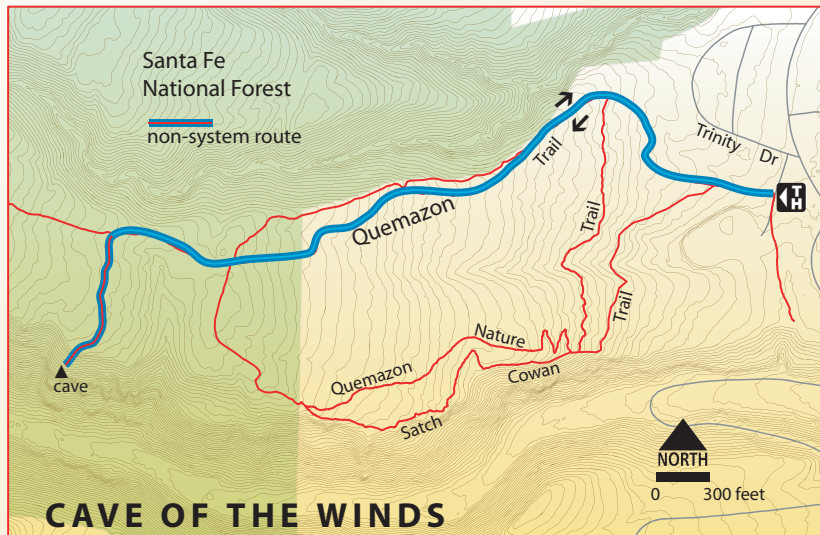 Santa Fe
National Forest
non-system route
Trinity Dr
Trail
TH
Quemazon
Trail
Trail
Nature
Quemazon
Cowan
Satch
cave
NORTH
0 300 feet
CAVE OF THE WINDS